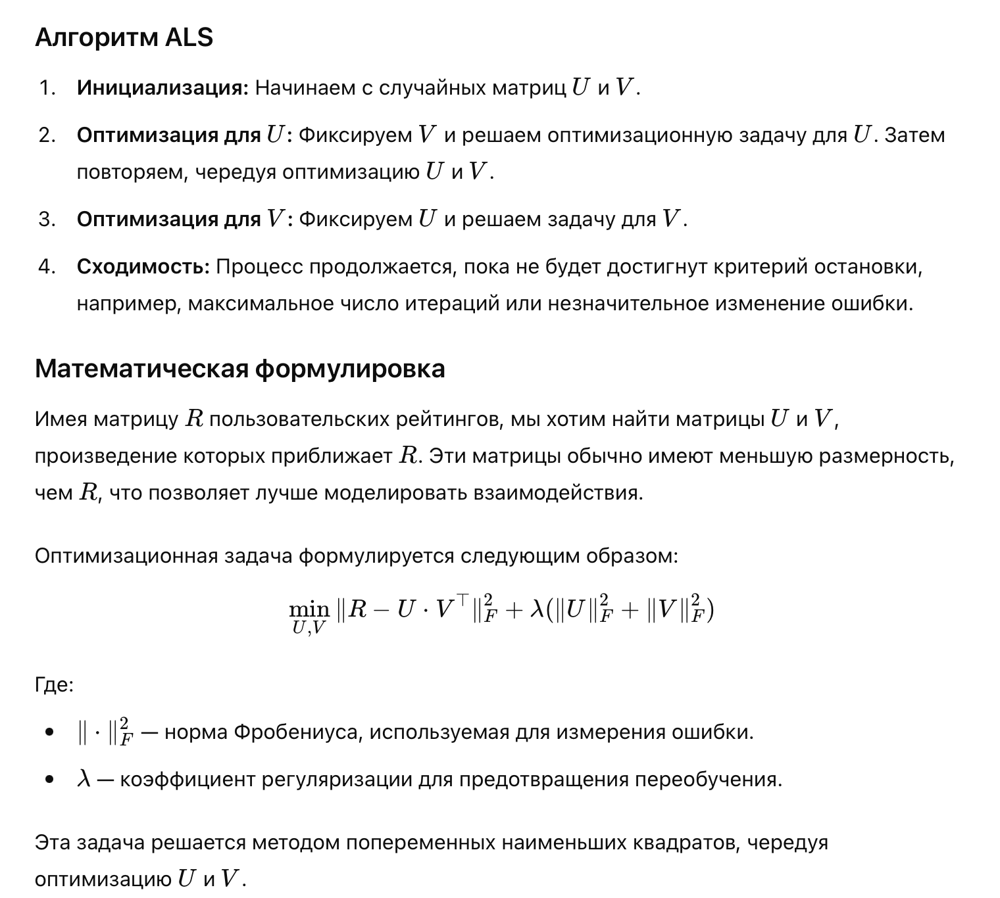 Алгоритм ALS
1. Инициализация: Начинаем с случайных матриц U и V.
2. Оптимизация для U: Фиксируем V и решаем оптимизационную задачу для U. Затем
повторяем, чередуя оптимизацию U и V.
3. Оптимизация для V: Фиксируем U и решаем задачу для V.
4. Сходимость: Процесс продолжается, пока не будет достигнут критерий остановки,
например, максимальное число итераций или незначительное изменение ошибки.
Математическая формулировка
Имея матрицу R пользовательских рейтингов, мы хотим найти матрицы U и V,
произведение которых приближает R. Эти матрицы обычно имеют меньшую размерность,
чем R, что позволяет лучше моделировать взаимодействия.
Оптимизационная задача формулируется следующим образом:
min_{U,V} ‖R − U · V^⊤‖_F^2 + λ(‖U‖_F^2 + ‖V‖_F^2)
Где:
• ‖ · ‖_F^2 — норма Фробениуса, используемая для измерения ошибки.
• λ — коэффициент регуляризации для предотвращения переобучения.
Эта задача решается методом попеременных наименьших квадратов, чередуя
оптимизацию U и V.